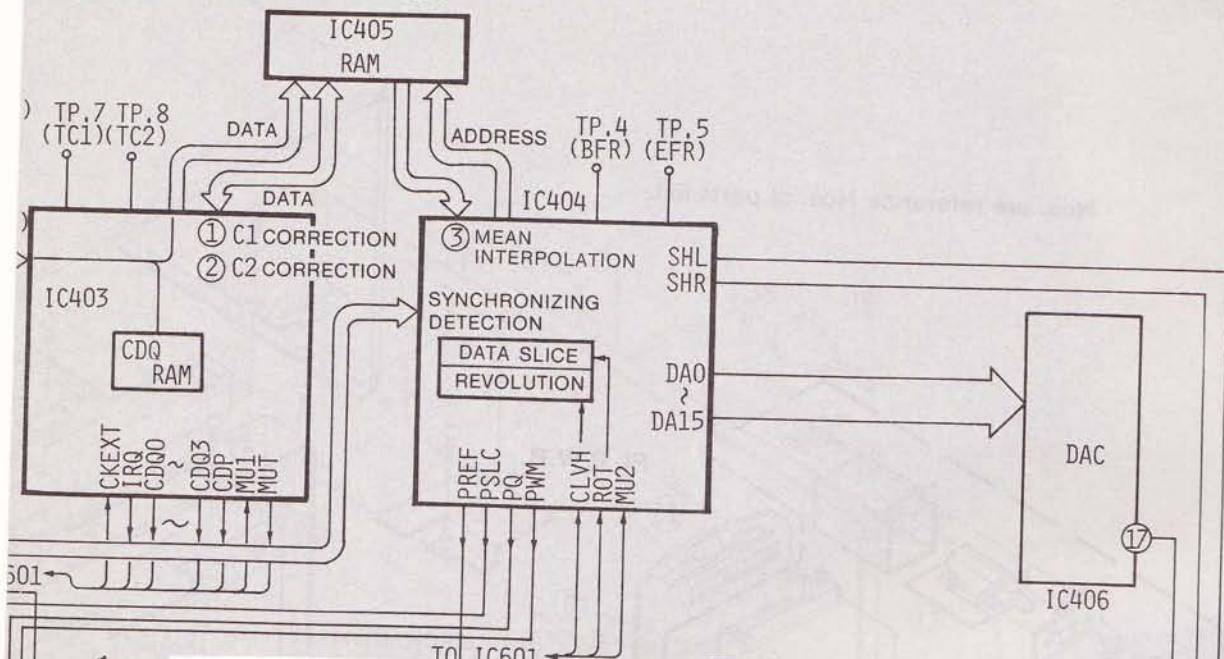 IC405
RAM
TP.7 TP.8
(TC1)(TC2)
DATA
DATA
ADDRESS
TP.4 TP.5
(BFR) (EFR)
IC404
① C1 CORRECTION
② C2 CORRECTION
IC403
CDQ
RAM
CKEXT
IRQ
CDQ0
~
CDQ3
CDP
MU1
MUT
~
③ MEAN
INTERPOLATION
SYNCHRONIZING
DETECTION
DATA SLICE
REVOLUTION
SHL
SHR
DA0
~
DA15
PREF
PSLC
PQ
PWM
CLVH
ROT
MU2
DAC
⑰
IC406
601
TO IC601